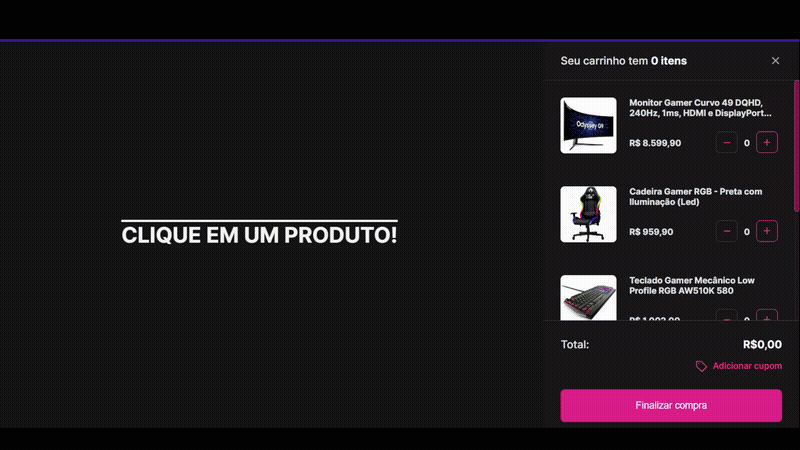 Seu carrinho tem 0 itens
CLIQUE EM UM PRODUTO!
Odyssey G9
Monitor Gamer Curvo 49 DQHD,
240Hz, 1ms, HDMI e DisplayPort...
R$ 8.599,90
0
Cadeira Gamer RGB - Preta com
Iluminação (Led)
R$ 959,90
0
Teclado Gamer Mecânico Low
Profile RGB AW510K 580
Total:
R$0,00
Adicionar cupom
Finalizar compra